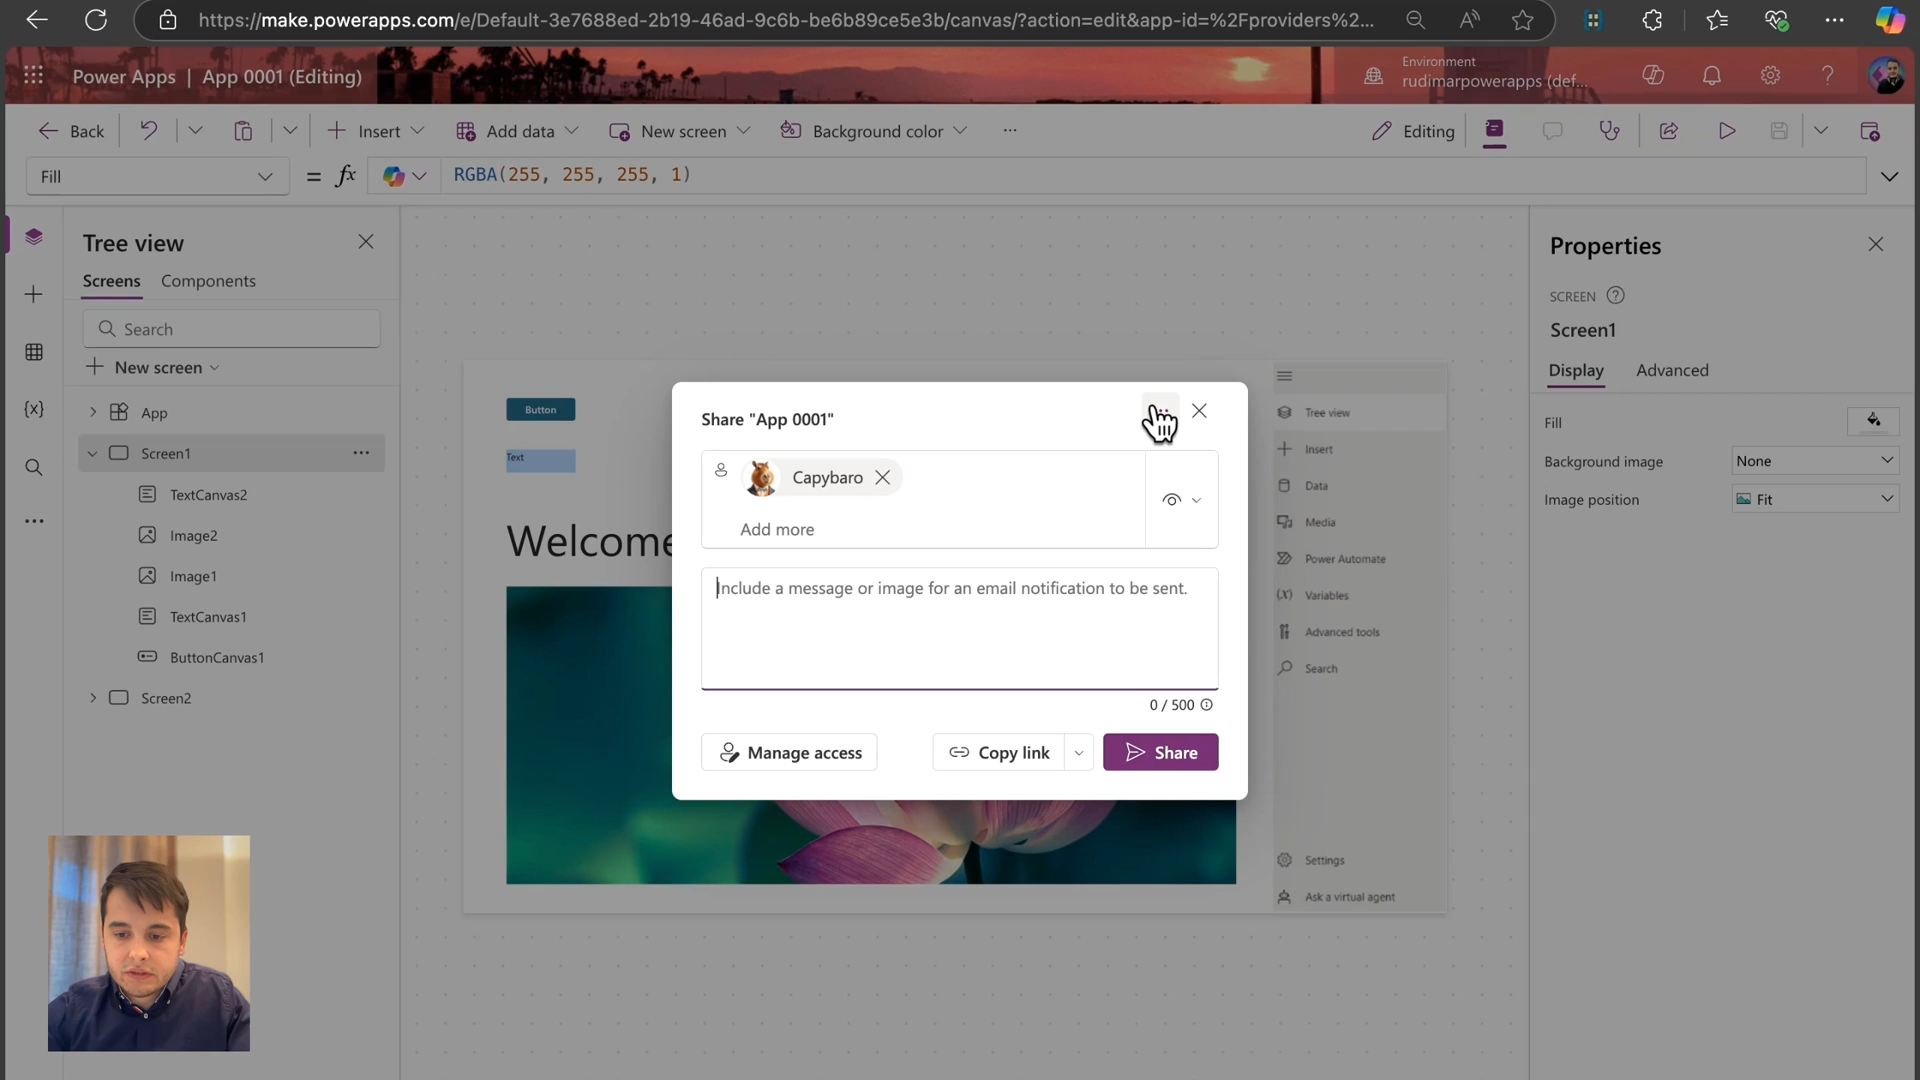 https://make.powerapps.com/e/Default-3e7688ed-2b19-46ad-9c6b-be6b89ce5e3b/canvas/?action=edit&app-id=%2Fproviders%2...
Power Apps | App 0001 (Editing)
Environment
rudimarpowerapps (def...
Back
Insert
Add data
New screen
Background color
Editing
Fill
= fx
RGBA(255, 255, 255, 1)
Tree view
Screens
Components
Search
New screen
App
Screen1
TextCanvas2
Image2
Image1
TextCanvas1
ButtonCanvas1
Screen2
Button
Text
Welcome
Share "App 0001"
Capybaro
Add more
Include a message or image for an email notification to be sent.
0 / 500
Manage access
Copy link
Share
Tree view
Insert
Data
Media
Power Automate
Variables
Advanced tools
Search
Settings
Ask a virtual agent
Properties
SCREEN
Screen1
Display
Advanced
Fill
Background image
None
Image position
Fit